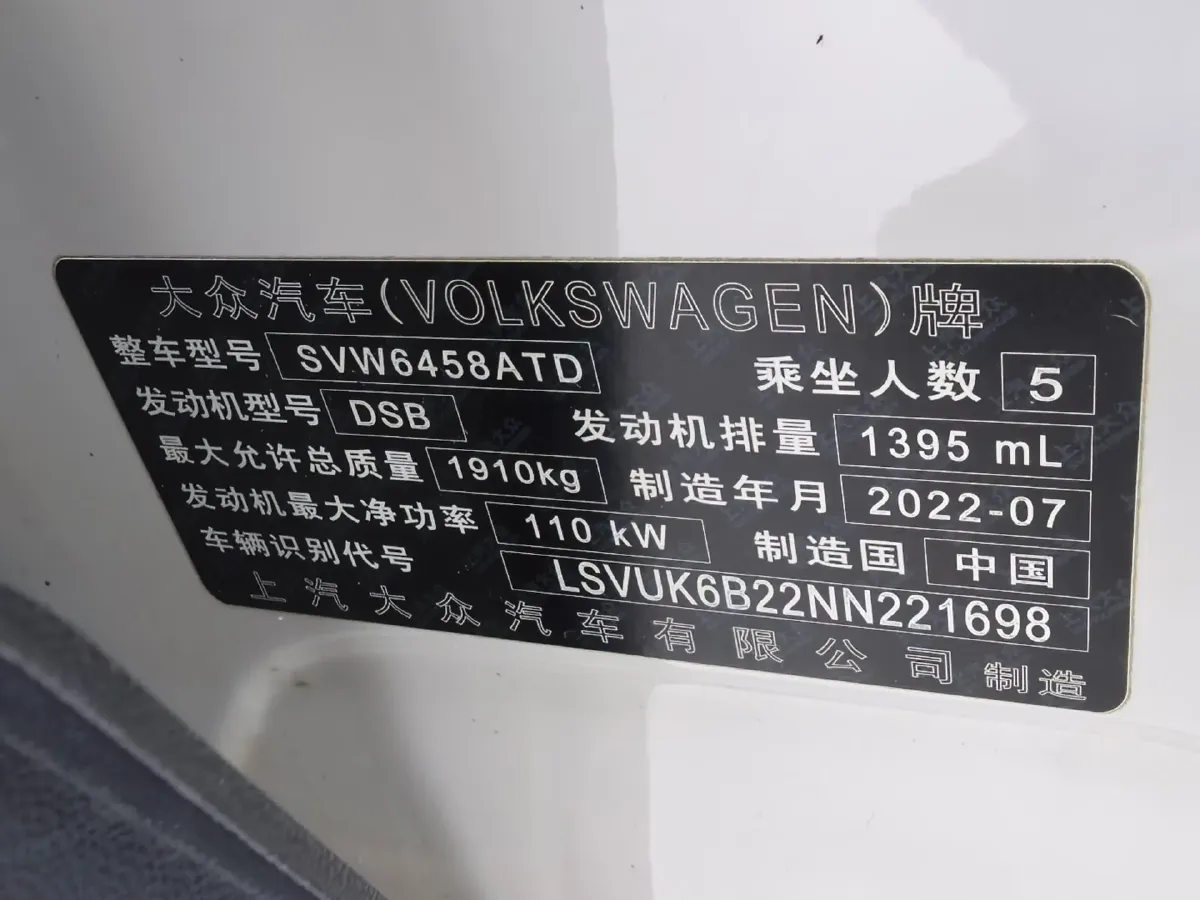 大众汽车(VOLKSWAGEN)牌
整车型号 SVW6458ATD 乘坐人数 5
发动机型号 DSB 发动机排量 1395 mL
最大允许总质量 1910kg 制造年月 2022-07
发动机最大净功率 110 kW 制造国 中国
车辆识别代号 LSVUK6B22NN221698
上汽大众汽车有限公司制造